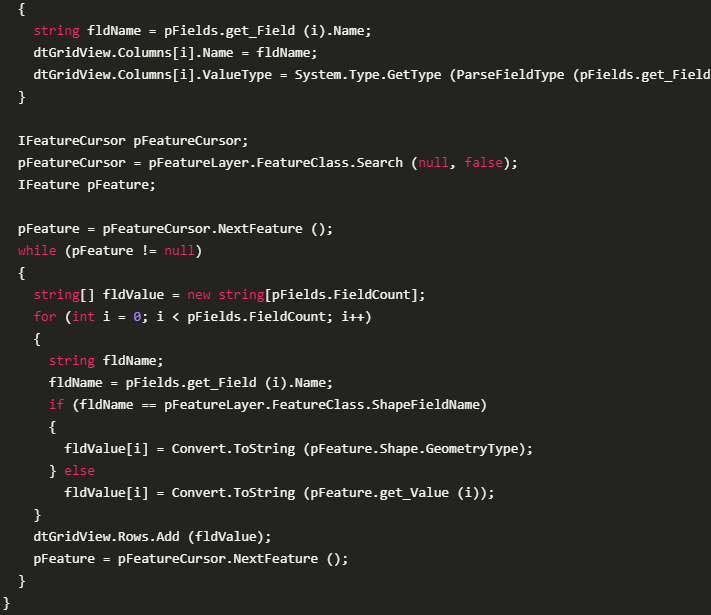 {
string fldName = pFields.get_Field (i).Name;
dtGridView.Columns[i].Name = fldName;
dtGridView.Columns[i].ValueType = System.Type.GetType (ParseFieldType (pFields.get_Field
}
IFeatureCursor pFeatureCursor;
pFeatureCursor = pFeatureLayer.FeatureClass.Search (null, false);
IFeature pFeature;
pFeature = pFeatureCursor.NextFeature ();
while (pFeature != null)
{
string[] fldValue = new string[pFields.FieldCount];
for (int i = 0; i < pFields.FieldCount; i++)
{
string fldName;
fldName = pFields.get_Field (i).Name;
if (fldName == pFeatureLayer.FeatureClass.ShapeFieldName)
{
fldValue[i] = Convert.ToString (pFeature.Shape.GeometryType);
} else
fldValue[i] = Convert.ToString (pFeature.get_Value (i));
}
dtGridView.Rows.Add (fldValue);
pFeature = pFeatureCursor.NextFeature ();
}
}